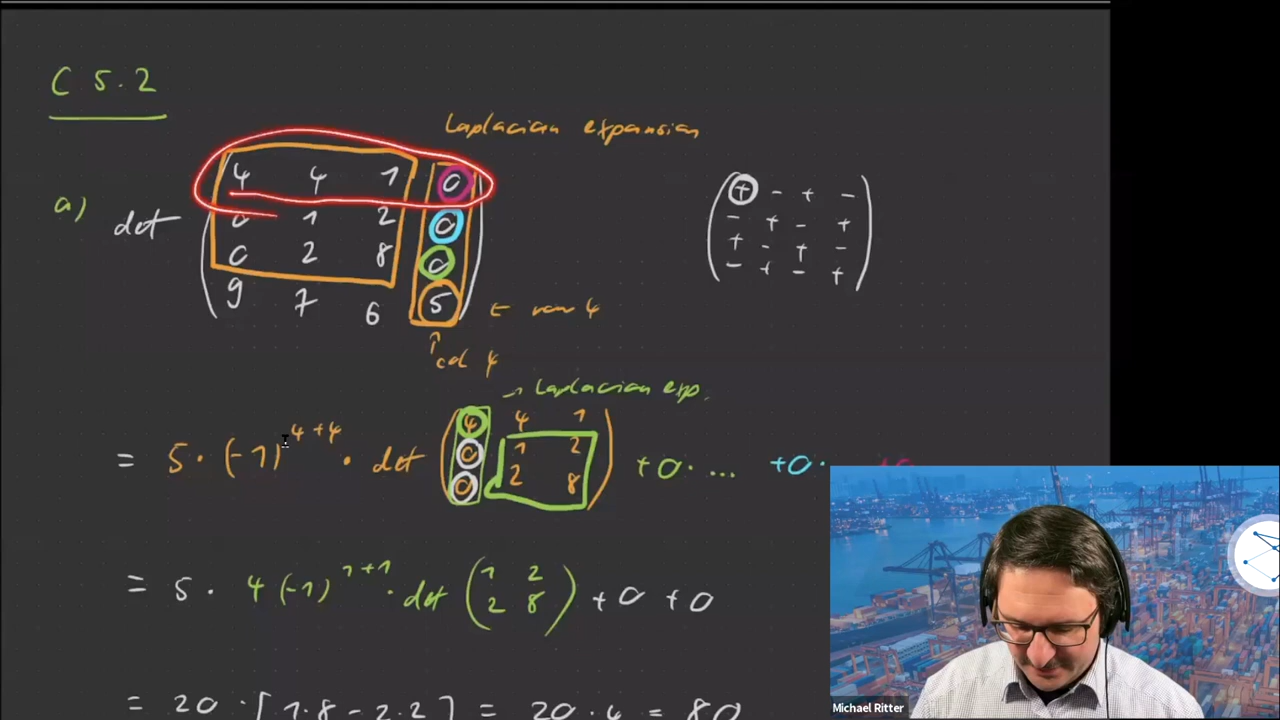 C 5.2
Laplacian expansion
a) det
4 4 1 0
0 1 2 0
0 2 8 0
9 7 6 5
← row 4
↑ col 4
+ - + -
- + - +
+ - + -
- + - +
→ Laplacian exp.
= 5 · (-1)^{4+4} · det
4 4 1
0 1 2
0 2 8
+0· ... +0·
= 5 · 4 (-1)^{1+1} · det
1 2
2 8
+ 0 + 0
= 20 · [1·8 - 2·2] = 20·4 = 80
Michael Ritter